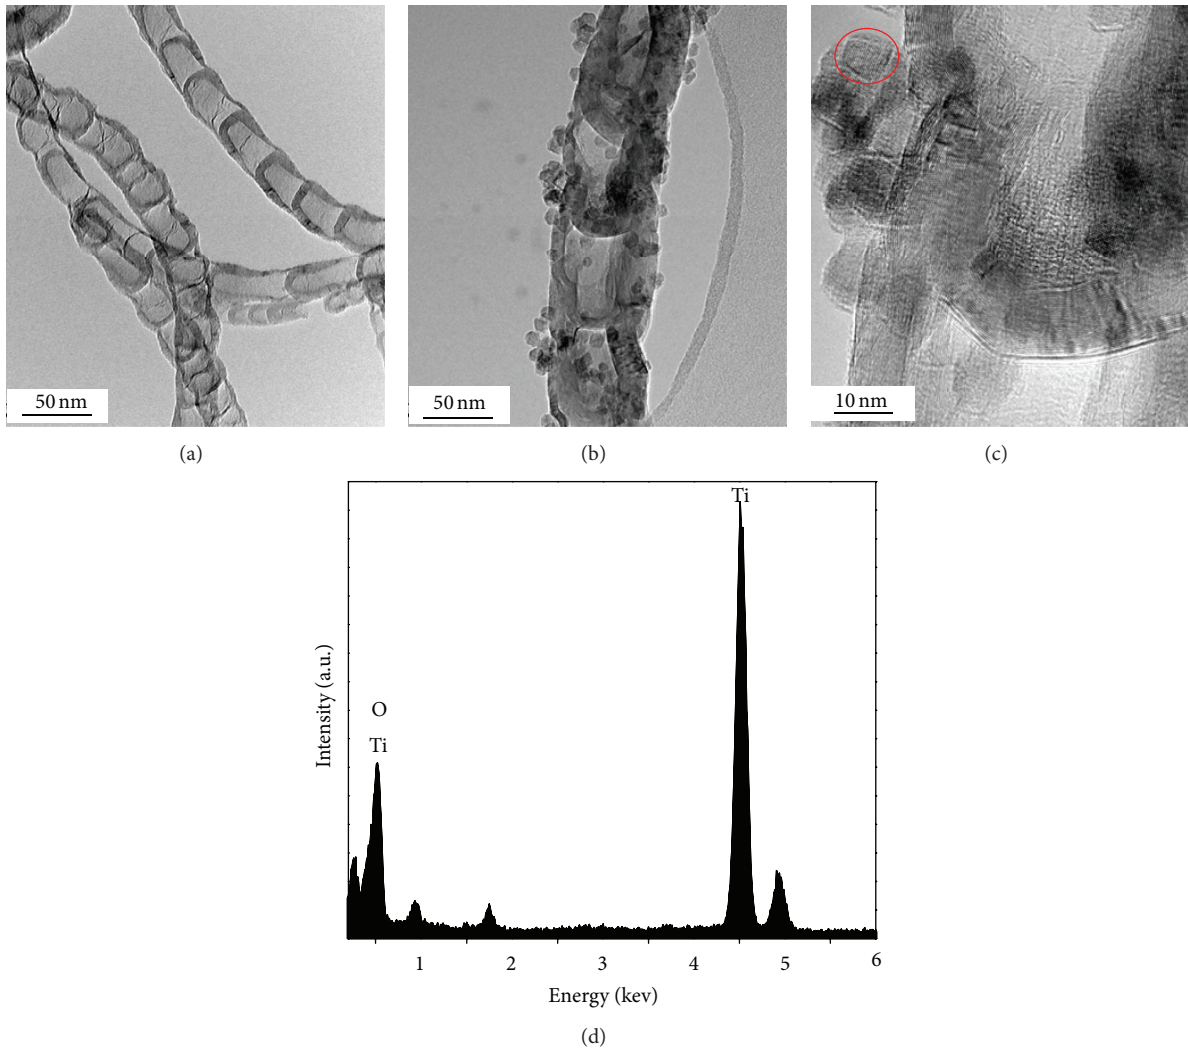 50 nm
50 nm
10 nm
(a)
(b)
(c)
Ti
O
Ti
Intensity (a.u.)
1
2
3
4
5
6
Energy (kev)
(d)